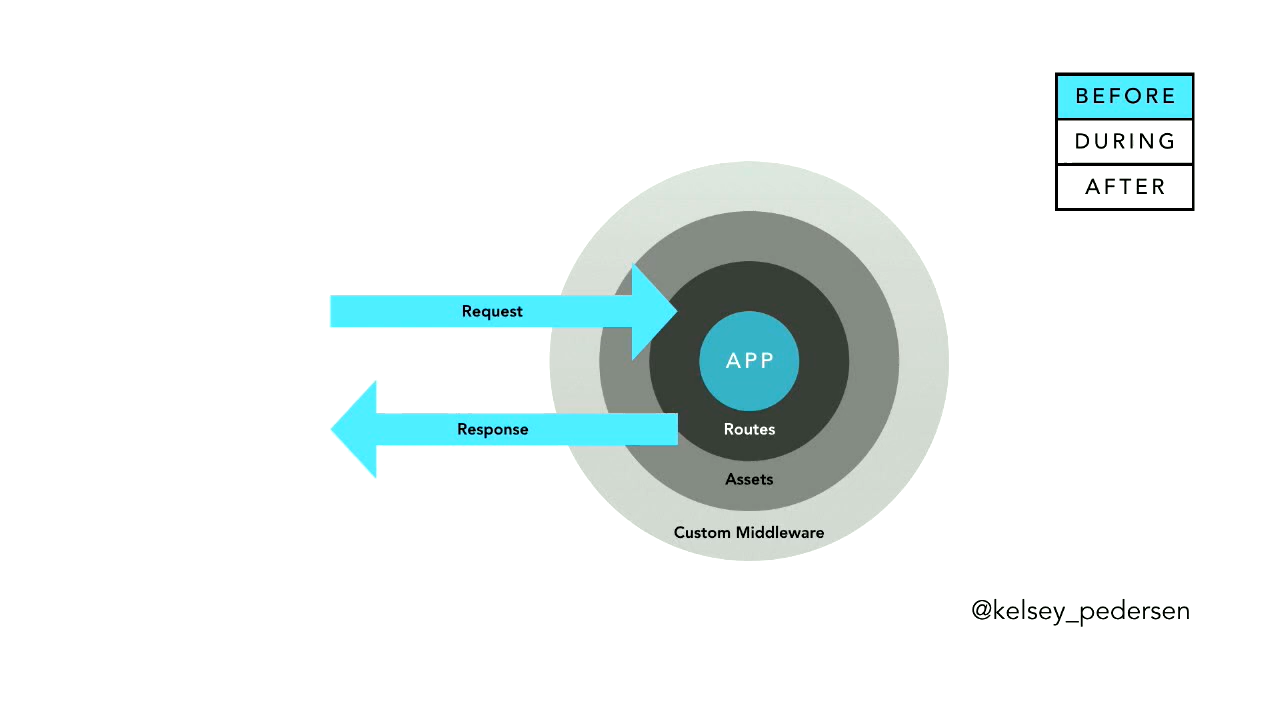 BEFORE
DURING
AFTER
Request
APP
Response
Routes
Assets
Custom Middleware
@kelsey_pedersen